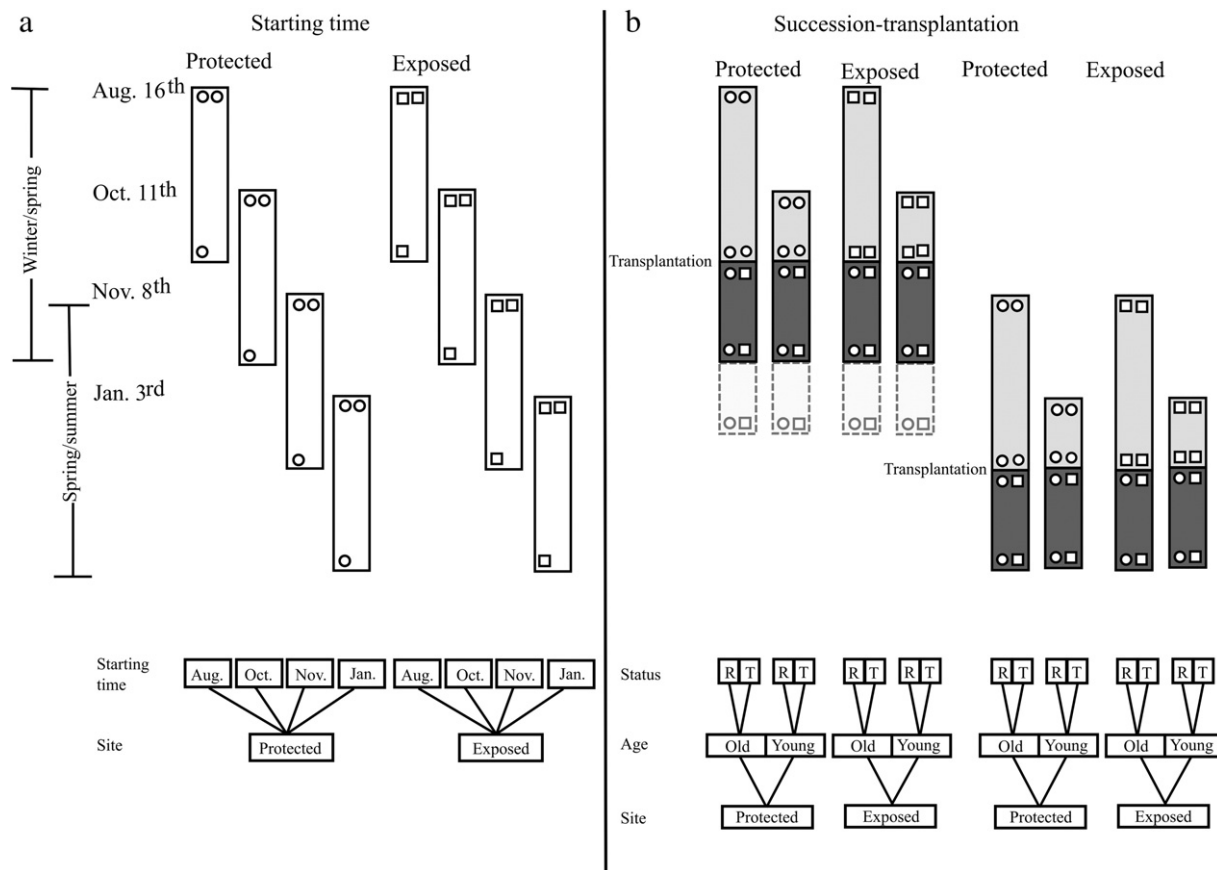 a
Starting time
Protected Exposed
Aug. 16th
Oct. 11th
Nov. 8th
Jan. 3rd
Winter/spring
Spring/summer
Starting
time
Aug. Oct. Nov. Jan. Aug. Oct. Nov. Jan.
Site
Protected Exposed
b
Succession-transplantation
Protected Exposed Protected Exposed
Transplantation
Transplantation
Status
R T R T R T R T R T R T R T R T
Age
Old Young Old Young Old Young Old Young
Site
Protected Exposed Protected Exposed